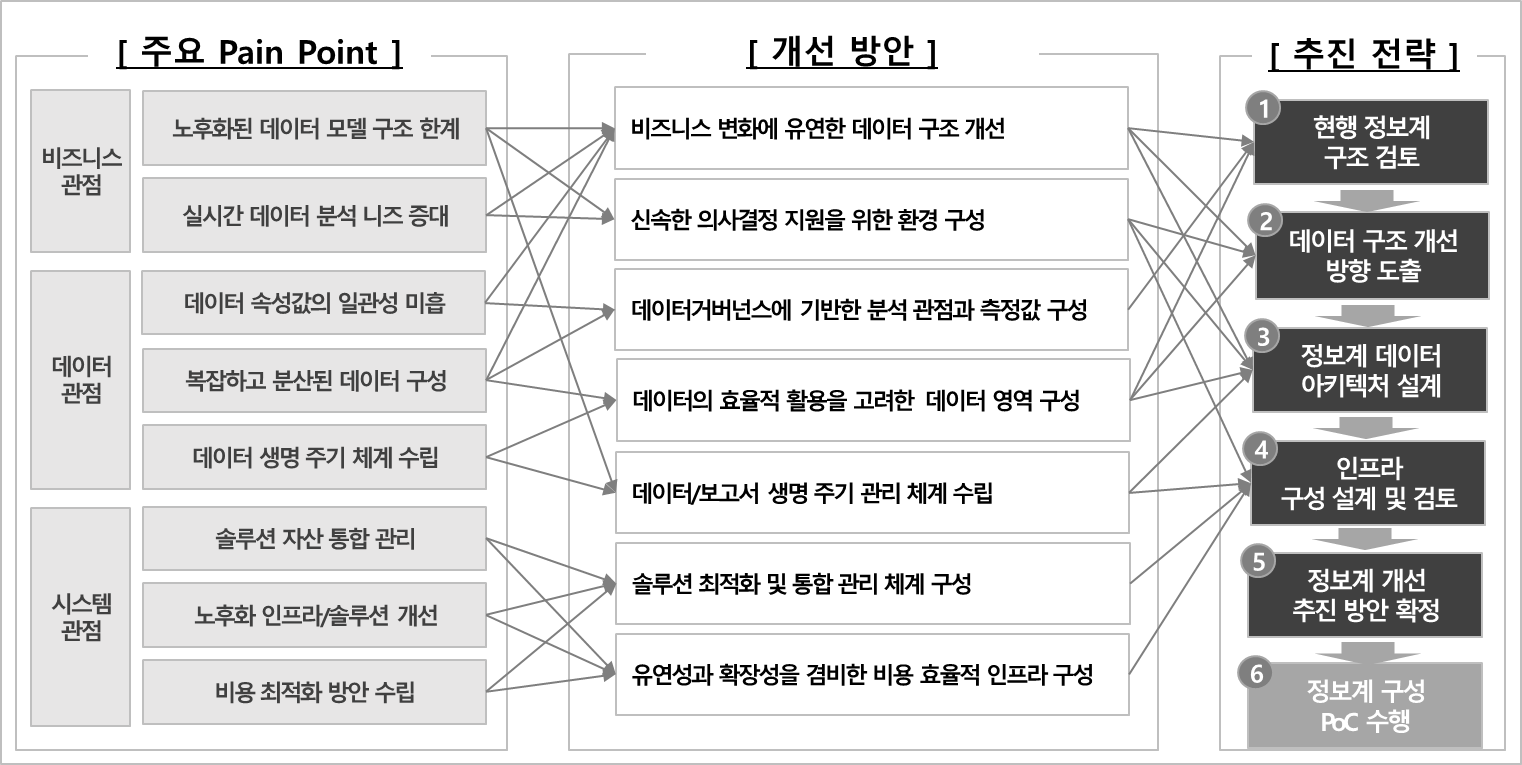 [ 주요 Pain Point ]
비즈니스
관점
노후화된 데이터 모델 구조 한계
실시간 데이터 분석 니즈 증대
데이터
관점
데이터 속성값의 일관성 미흡
복잡하고 분산된 데이터 구성
데이터 생명 주기 체계 수립
시스템
관점
솔루션 자산 통합 관리
노후화 인프라/솔루션 개선
비용 최적화 방안 수립
[ 개선 방안 ]
비즈니스 변화에 유연한 데이터 구조 개선
신속한 의사결정 지원을 위한 환경 구성
데이터거버넌스에 기반한 분석 관점과 측정값 구성
데이터의 효율적 활용을 고려한 데이터 영역 구성
데이터/보고서 생명 주기 관리 체계 수립
솔루션 최적화 및 통합 관리 체계 구성
유연성과 확장성을 겸비한 비용 효율적 인프라 구성
[ 추진 전략 ]
1
현행 정보계
구조 검토
2
데이터 구조 개선
방향 도출
3
정보계 데이터
아키텍처 설계
4
인프라
구성 설계 및 검토
5
정보계 개선
추진 방안 확정
6
정보계 구성
PoC 수행